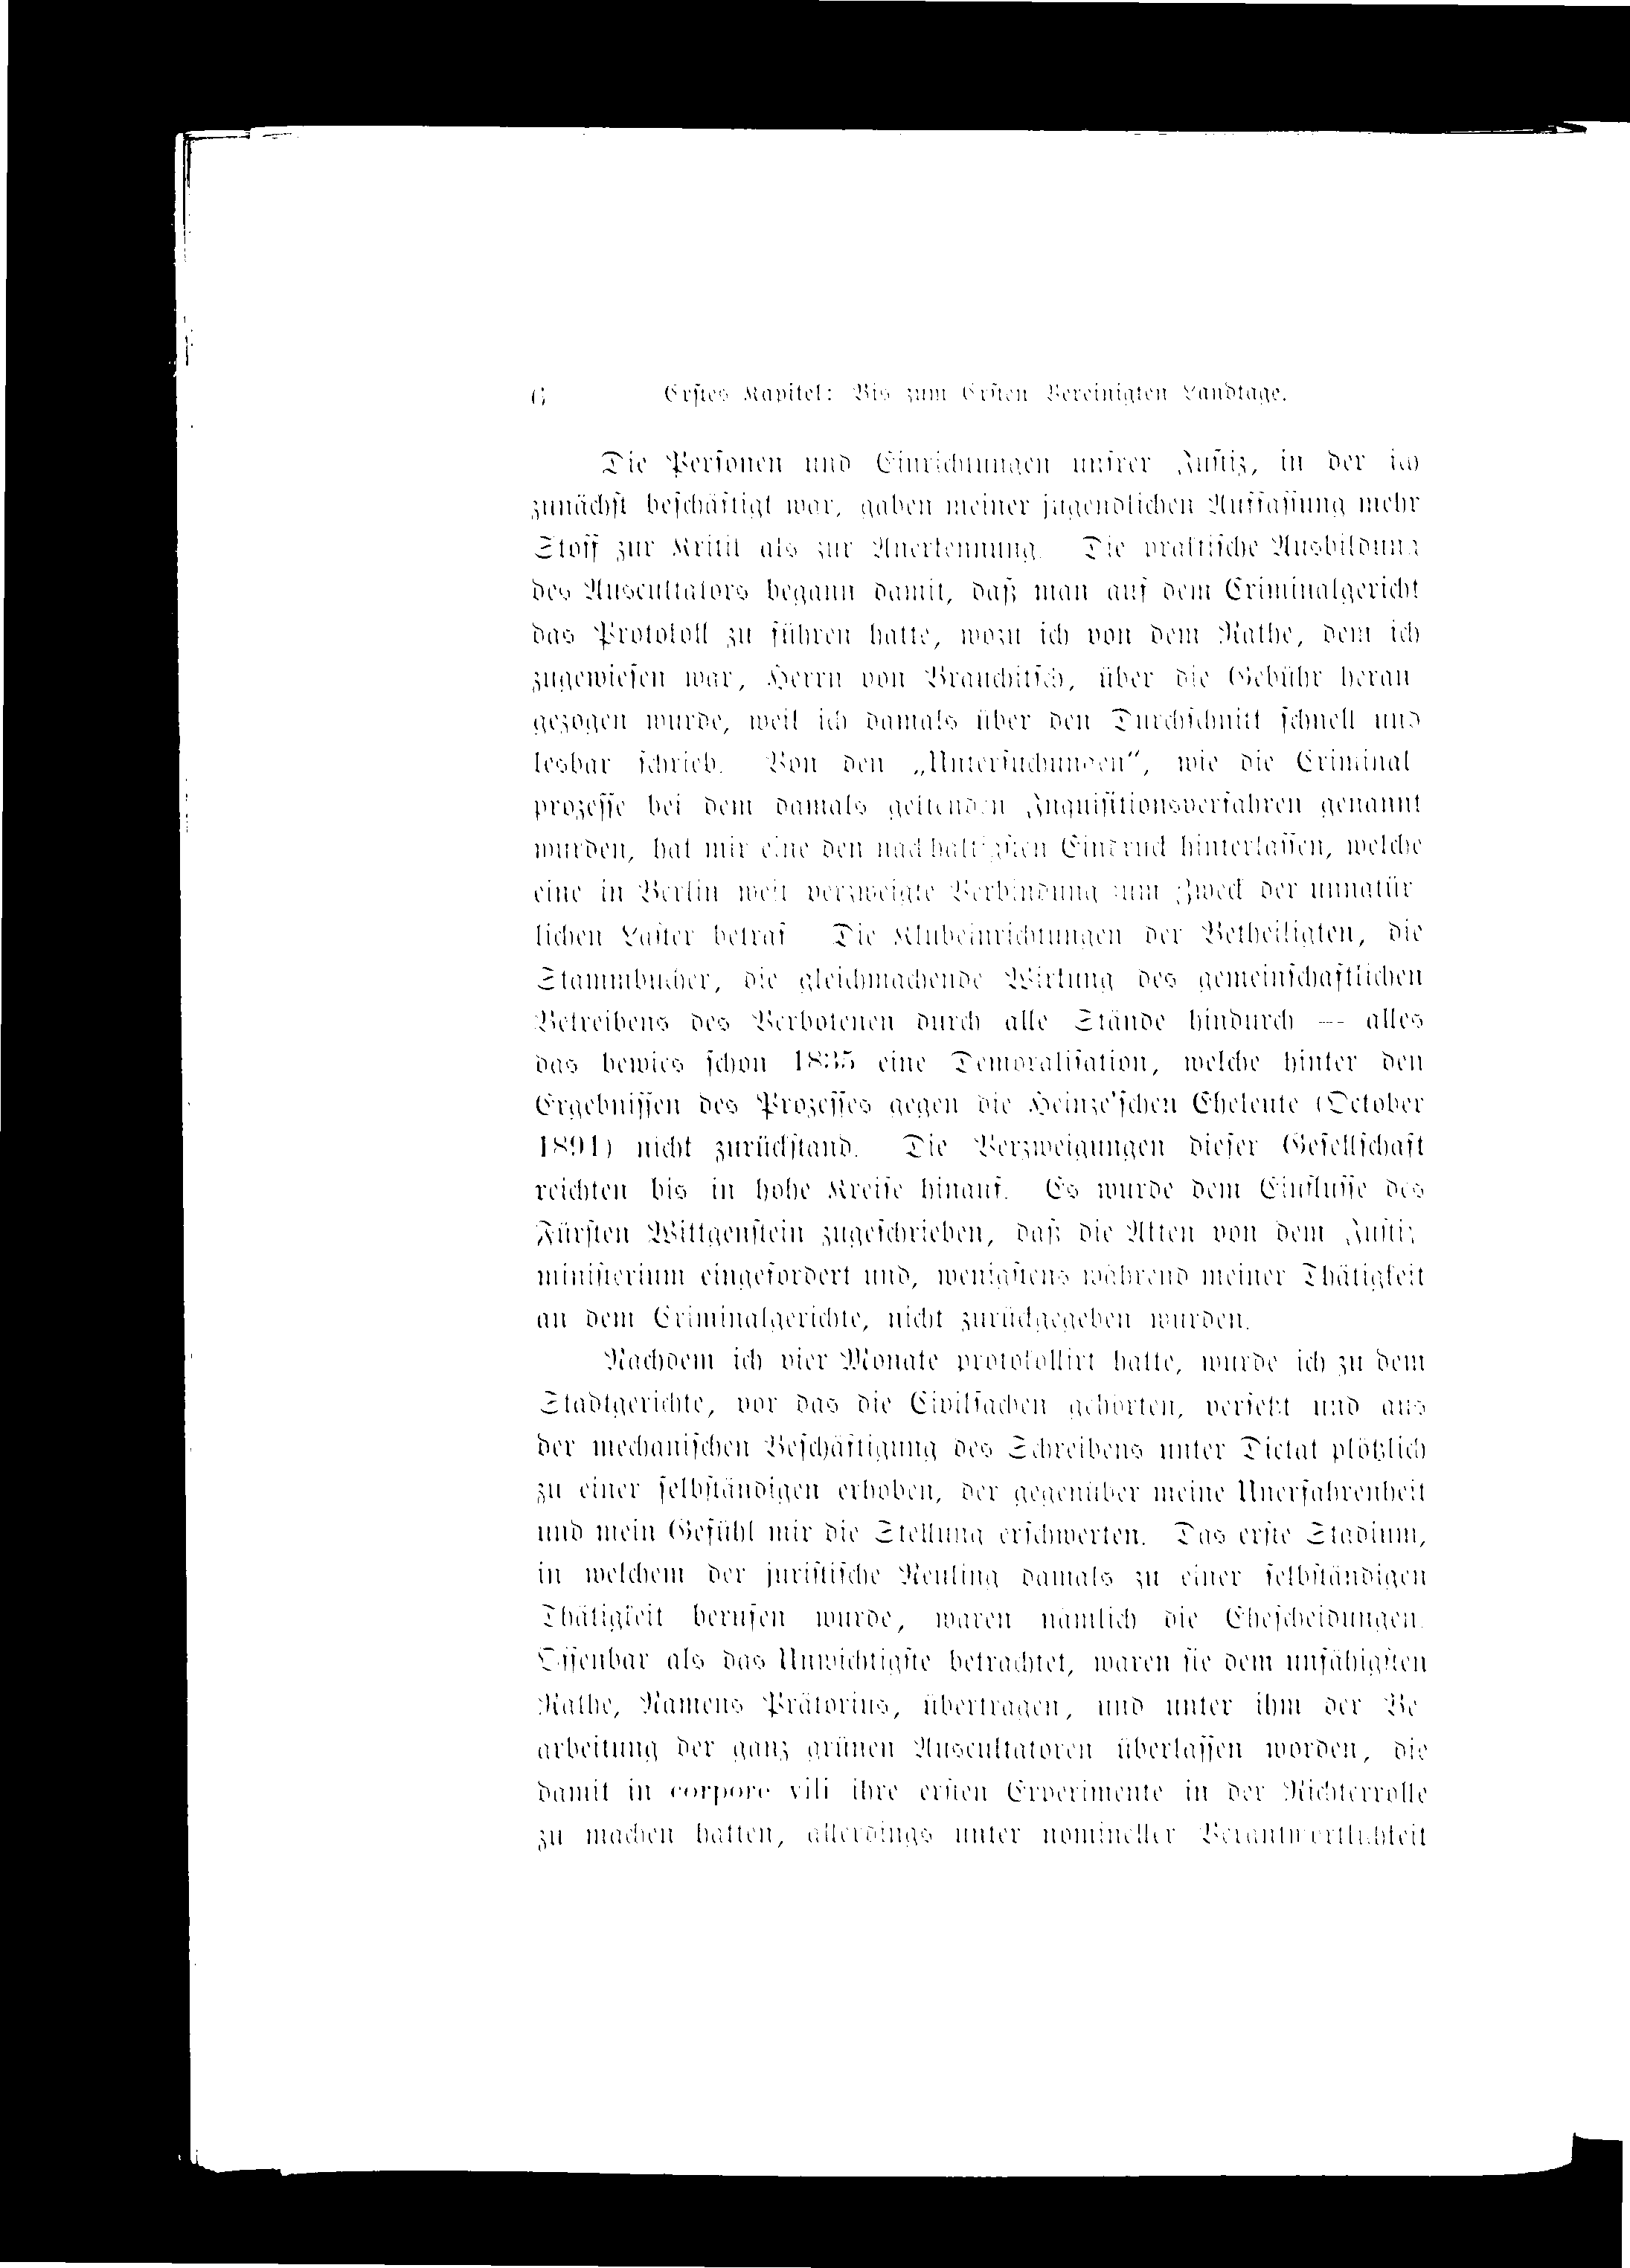 6 Erstes Kapitel: Bis zum Ersten Vereinigten Landtage.
Die Personen und Einrichtungen unsrer Justiz, in der ich
zunächst beschäftigt war, gaben meiner jugendlichen Auffassung mehr
Stoff zur Kritik als zur Anerkennung. Die praktische Ausbildung
des Auscultators begann damit, daß man auf dem Criminalgericht
das Protokoll zu führen hatte, wozu ich von dem Rathe, dem ich
zugewiesen war, Herrn von Brauchitsch, über die Gebühr heran
gezogen wurde, weil ich damals über den Durchschnitt schnell und
lesbar schrieb. Von den „Untersuchungen“, wie die Criminal
prozesse bei dem damals geltenden Inquisitionsverfahren genannt
wurden, hat mir eine den nachhaltigsten Eindruck hinterlassen, welche
eine in Berlin weit verzweigte Verbindung zum Zweck der unnatür
lichen Laster betraf. Die Klubeinrichtungen der Betheiligten, die
Stammbücher, die gleichmachende Wirkung des gemeinschaftlichen
Betreibens des Verbotenen durch alle Stände hindurch — alles
das bewies schon 1835 eine Demoralisation, welche hinter den
Ergebnissen des Prozesses gegen die Heinze'schen Eheleute (October
1891) nicht zurückstand. Die Verzweigungen dieser Gesellschaft
reichten bis in hohe Kreise hinauf. Es wurde dem Einflusse des
Fürsten Wittgenstein zugeschrieben, daß die Akten von dem Justiz
ministerium eingefordert und, wenigstens während meiner Thätigkeit
an dem Criminalgerichte, nicht zurückgegeben wurden.
Nachdem ich vier Monate protokollirt hatte, wurde ich zu dem
Stadtgerichte, vor das die Civilsachen gehörten, versetzt und aus
der mechanischen Beschäftigung des Schreibens unter Dictat plötzlich
zu einer selbständigen erhoben, der gegenüber meine Unerfahrenheit
und mein Gefühl mir die Stellung erschwerten. Das erste Stadium,
in welchem der juristische Neuling damals zu einer selbständigen
Thätigkeit berufen wurde, waren nämlich die Ehescheidungen.
Offenbar als das Unwichtigste betrachtet, waren sie dem unfähigsten
Rathe, Namens Prätorius, übertragen, und unter ihm der Be
arbeitung der ganz grünen Auscultatoren überlassen worden, die
damit in corpore vili ihre ersten Experimente in der Richterrolle
zu machen hatten, allerdings unter nomineller Verantwortlichkeit